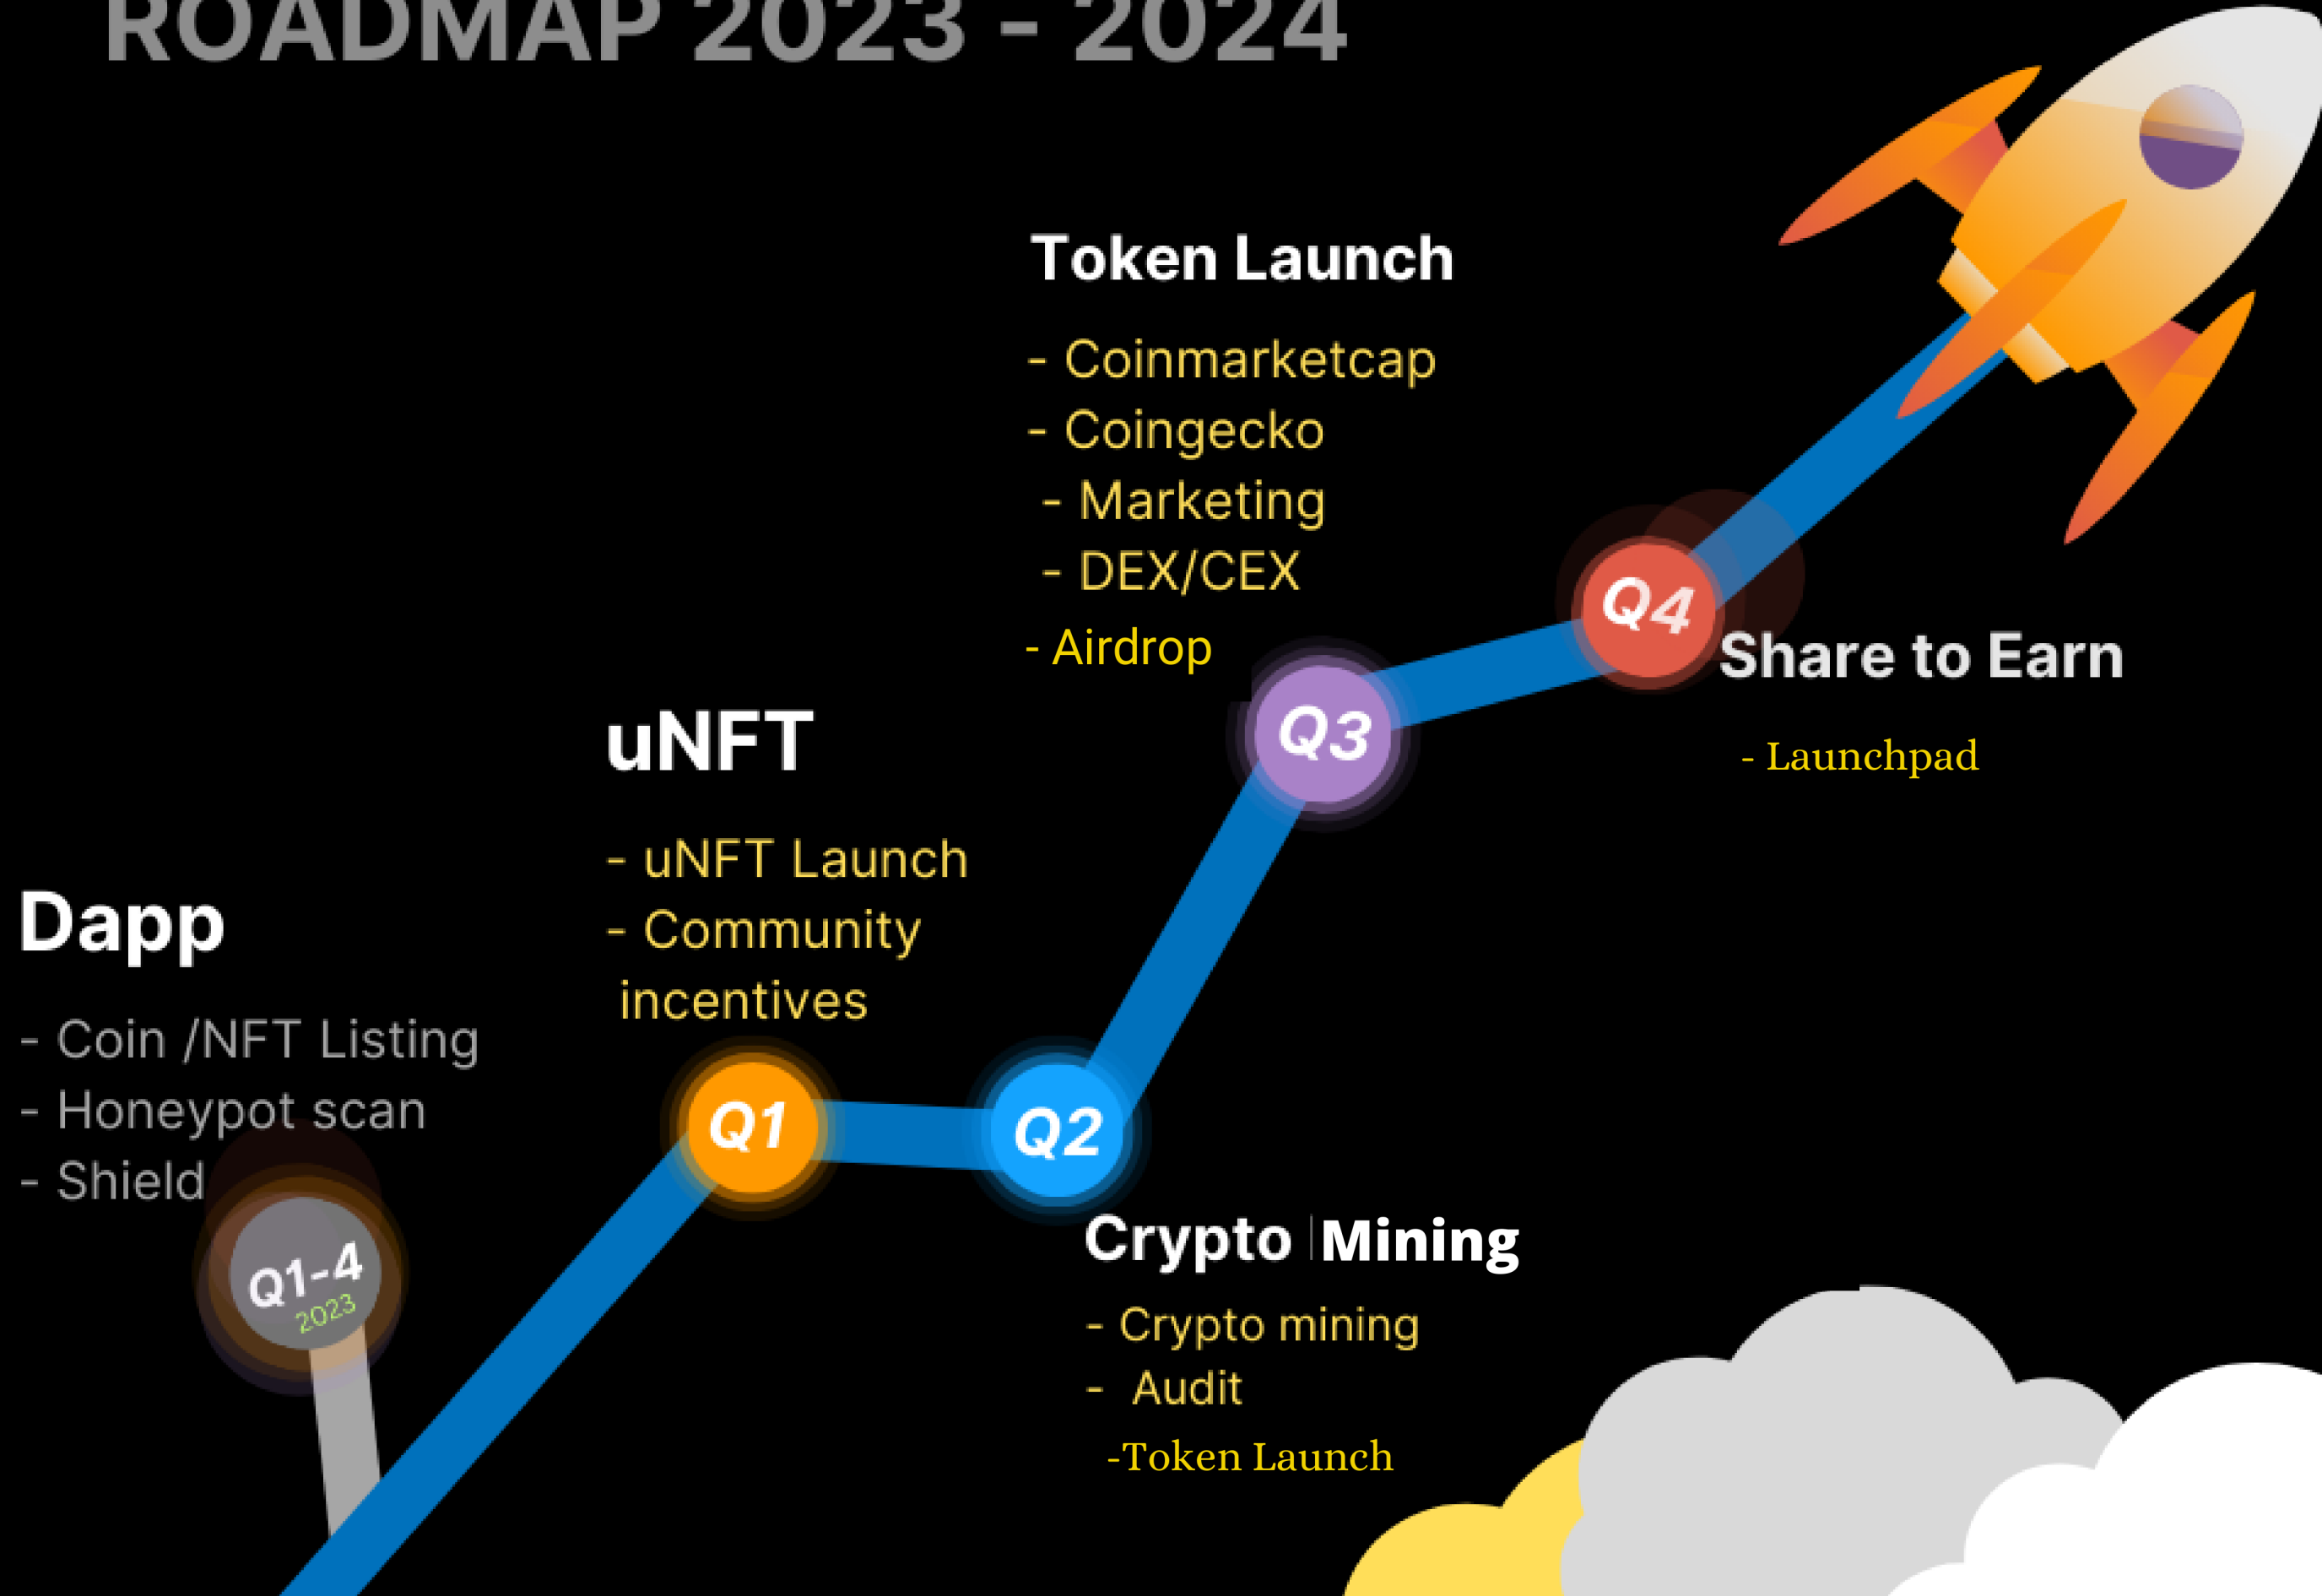 ROADMAP 2023 - 2024
Token Launch
- Coinmarketcap
- Coingecko
- Marketing
- DEX/CEX
- Airdrop
Q4
Share to Earn
- Launchpad
Q3
uNFT
- uNFT Launch
- Community
incentives
Dapp
- Coin /NFT Listing
- Honeypot scan
- Shield
Q1-4
2023
Q1
Q2
Crypto Mining
- Crypto mining
- Audit
-Token Launch